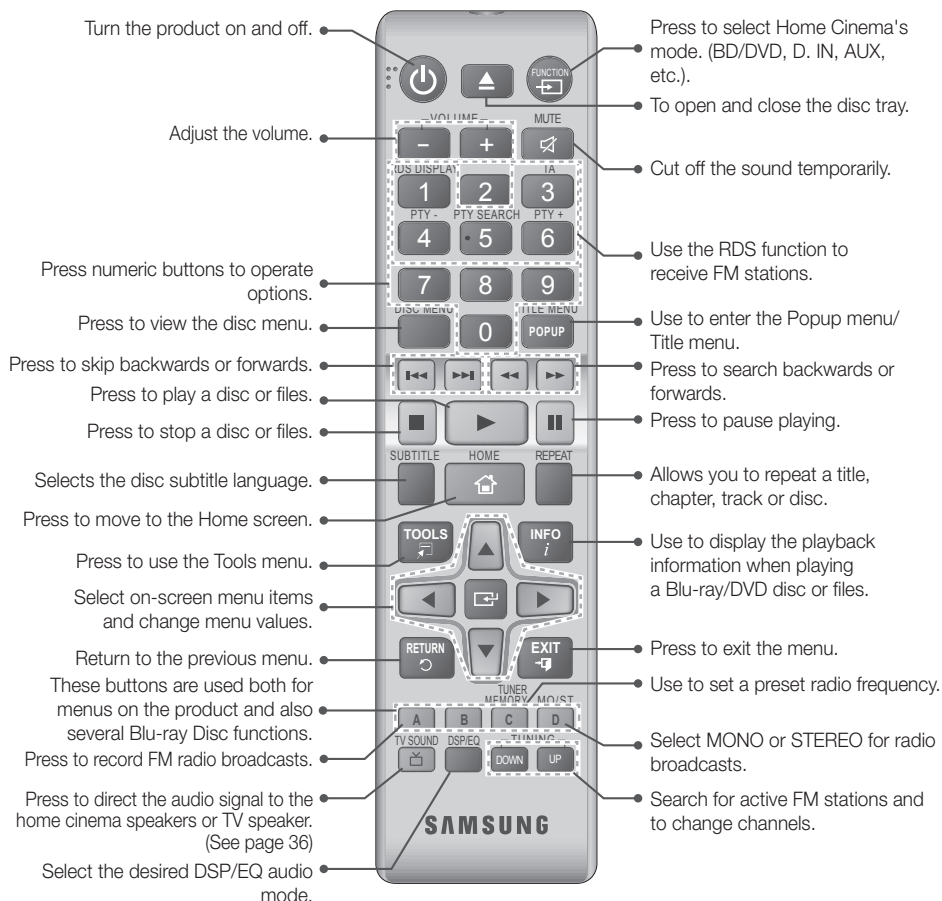 Turn the product on and off.
Adjust the volume.
Press numeric buttons to operate
options.
Press to view the disc menu.
Press to skip backwards or forwards.
Press to play a disc or files.
Press to stop a disc or files.
Selects the disc subtitle language.
Press to move to the Home screen.
Press to use the Tools menu.
Select on-screen menu items
and change menu values.
Return to the previous menu.
These buttons are used both for
menus on the product and also
several Blu-ray Disc functions.
Press to record FM radio broadcasts.
Press to direct the audio signal to the
home cinema speakers or TV speaker.
(See page 36)
Select the desired DSP/EQ audio
mode.
FUNCTION
VOLUME
MUTE
- +
RDS DISPLAY TA
1 2 3
PTY - PTY SEARCH PTY +
4 5 6
7 8 9
DISC MENU TITLE MENU
0 POPUP
SUBTITLE HOME REPEAT
TOOLS INFO
i
RETURN EXIT
TUNER
MEMORY MO/ST
A B C D
TV SOUND DSP/EQ TUNING
DOWN UP
SAMSUNG
Press to select Home Cinema's
mode. (BD/DVD, D. IN, AUX,
etc.).
To open and close the disc tray.
Cut off the sound temporarily.
Use the RDS function to
receive FM stations.
Use to enter the Popup menu/
Title menu.
Press to search backwards or
forwards.
Press to pause playing.
Allows you to repeat a title,
chapter, track or disc.
Use to display the playback
information when playing
a Blu-ray/DVD disc or files.
Press to exit the menu.
Use to set a preset radio frequency.
Select MONO or STEREO for radio
broadcasts.
Search for active FM stations and
to change channels.